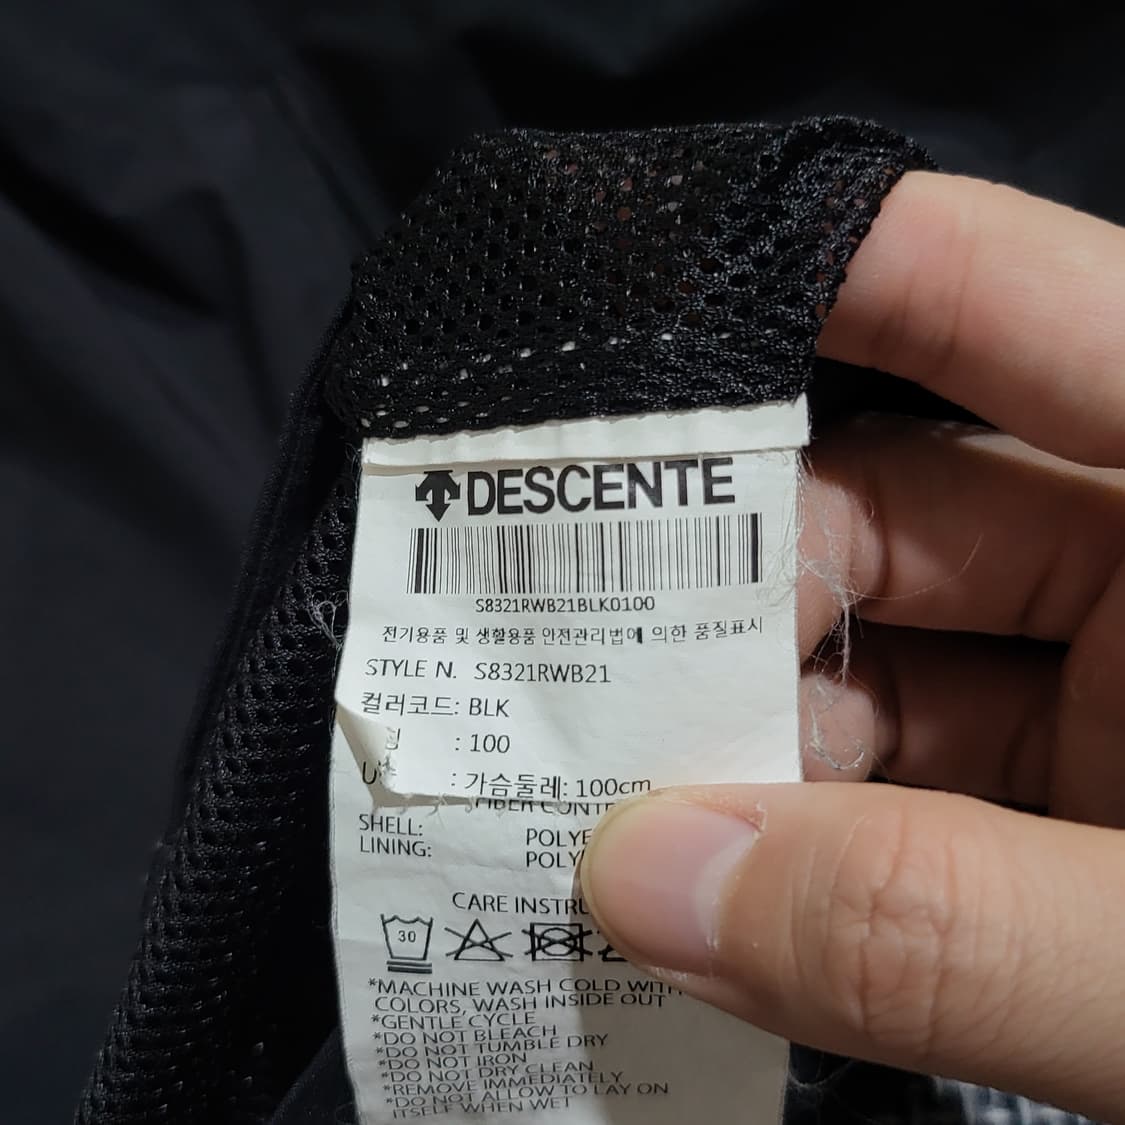 DESCENTE
S8321RWB21BLK0100
전기용품 및 생활용품 안전관리법에 의한 품질표시
STYLE N. S8321RWB21
컬러코드: BLK
: 100
: 가슴둘레: 100cm
SHELL:
LINING:
CARE
30
*MACHINE WASH COLD WITH
COLORS, WASH INSIDE OUT
*GENTLE CYCLE
*DO NOT BLEACH
*DO NOT TUMBLE DRY
*DO NOT IRON
*DO NOT DRY CLEAN
*REMOVE IMMEDIATELY
*DO NOT ALLOW TO LAY ON
ITSELF WHEN WET